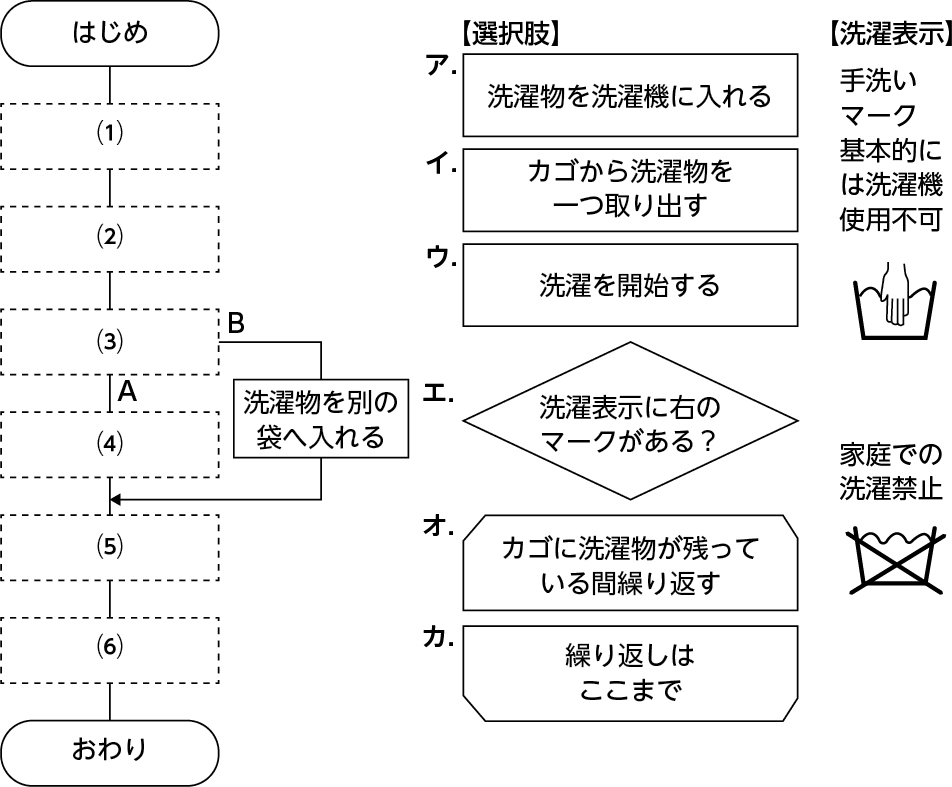 はじめ
(1)
(2)
(3)
B
A
洗濯物を別の
袋へ入れる
(4)
(5)
(6)
おわり
【選択肢】
ア.
洗濯物を洗濯機に入れる
イ.
カゴから洗濯物を
一つ取り出す
ウ.
洗濯を開始する
エ.
洗濯表示に右の
マークがある？
オ.
カゴに洗濯物が残って
いる間繰り返す
カ.
繰り返しは
ここまで
【洗濯表示】
手洗い
マーク
基本的に
は洗濯機
使用不可
家庭での
洗濯禁止